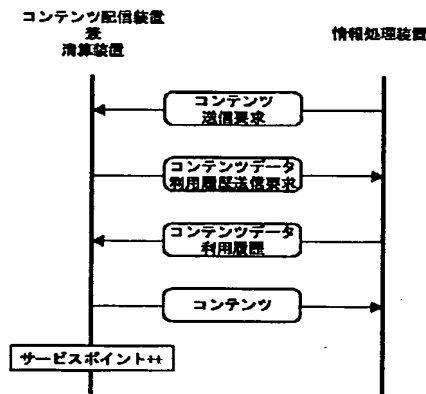 コンテンツ配信装置
兼
清算装置
情報処理装置
コンテンツ
送信要求
コンテンツデータ
利用履歴送信要求
コンテンツデータ
利用履歴
コンテンツ
サービスポイント++